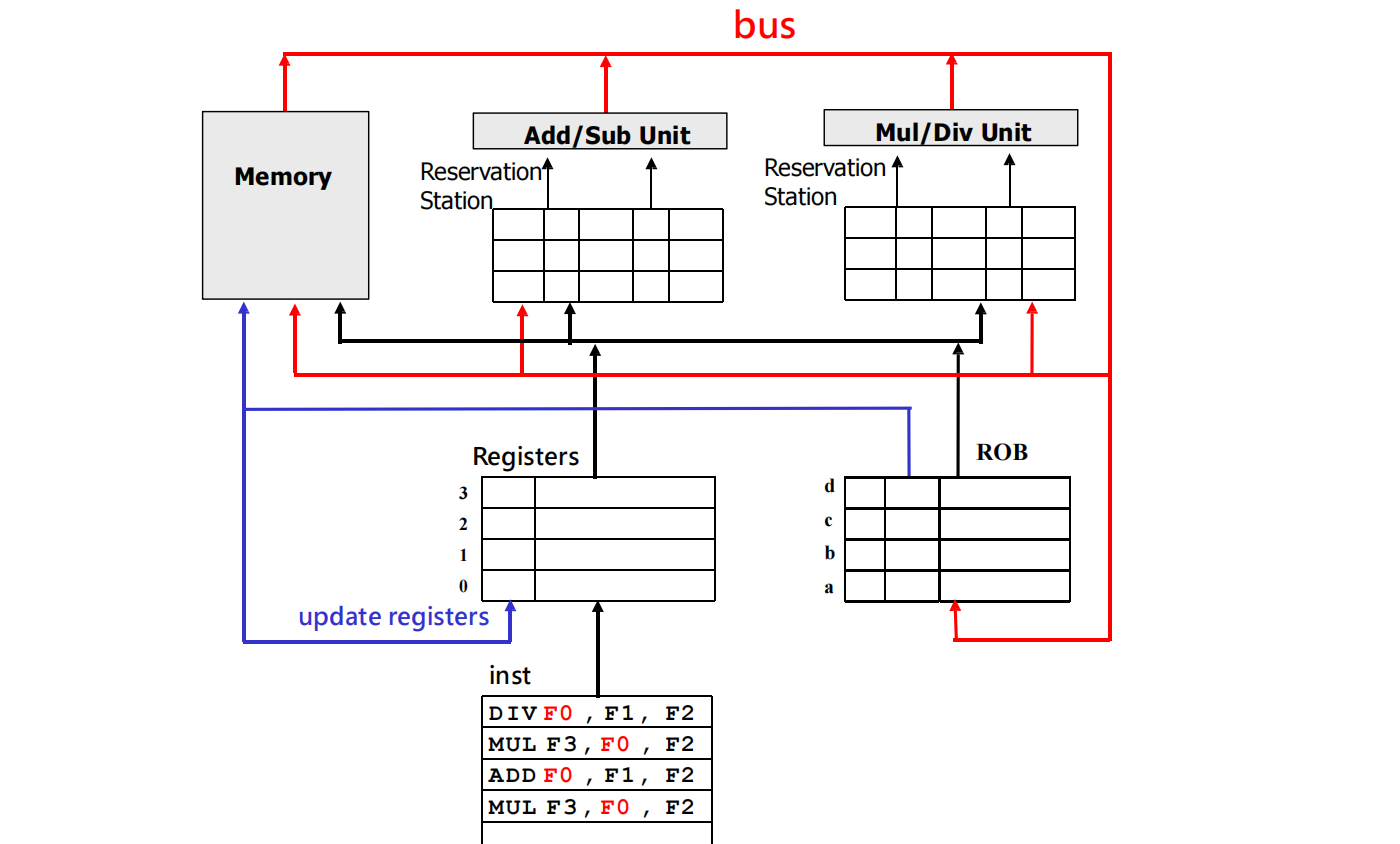 bus
Memory
Add/Sub Unit
Mul/Div Unit
Reservation
Station
Reservation
Station
Registers
ROB
3
2
1
0
d
c
b
a
update registers
inst
DIV F0 , F1, F2
MUL F3, F0 , F2
ADD F0 , F1, F2
MUL F3, F0 , F2